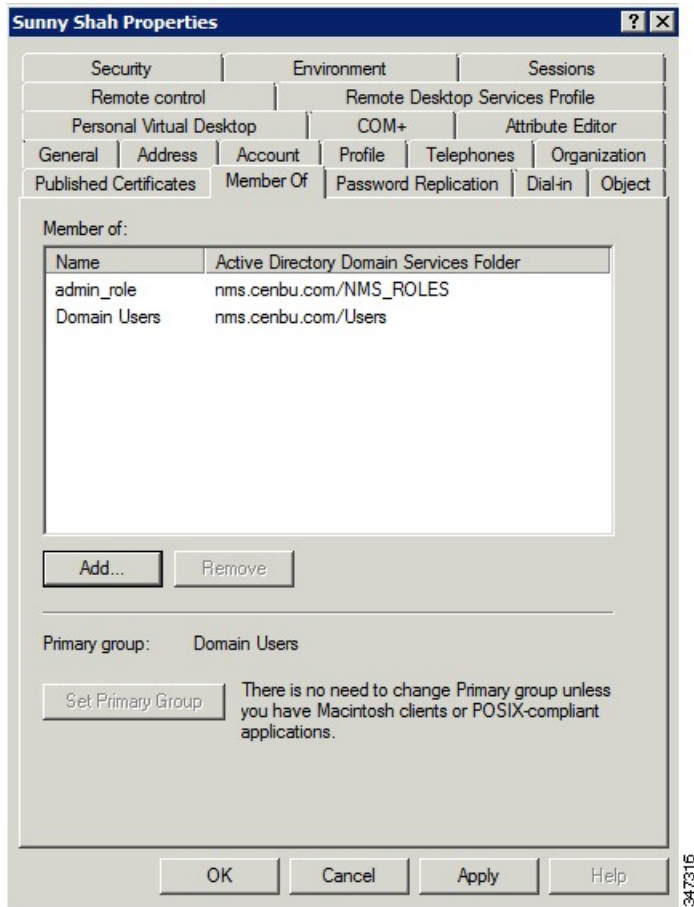 Sunny Shah Properties
? X
Security Environment Sessions
Remote control Remote Desktop Services Profile
Personal Virtual Desktop COM+ Attribute Editor
General Address Account Profile Telephones Organization
Published Certificates Member Of Password Replication Dial-in Object
Member of:
Name Active Directory Domain Services Folder
admin_role nms.cenbu.com/NMS_ROLES
Domain Users nms.cenbu.com/Users
Add... Remove
Primary group: Domain Users
Set Primary Group
There is no need to change Primary group unless
you have Macintosh clients or POSIX-compliant
applications.
OK Cancel Apply Help
347316